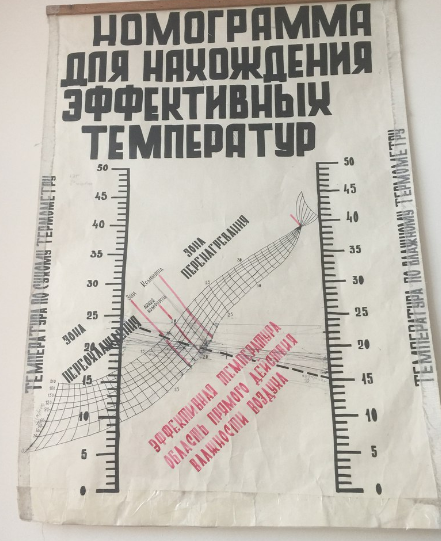 НОМОГРАММА
ДЛЯ НАХОЖДЕНИЯ
ЭФФЕКТИВНЫХ
ТЕМПЕРАТУР
ТЕМПЕРАТУРА ПО СУХОМУ ТЕРМОМЕТРУ
50
45
40
35
30
25
20
15
10
5
0
ЗОНА
ПЕРЕНАГРЕВАНИЯ
ЗОНА
ПЕРЕОХЛАЖДЕНИЯ
ЭФФЕКТИВНАЯ ТЕМПЕРАТУРА
ОБЛАСТЬ ПРЯМОГО ДЕЙСТВИЯ
ВЛАЖНОСТИ ВОЗДУХА
50
45
40
35
30
25
20
15
10
5
0
ТЕМПЕРАТУРА ПО ВЛАЖНОМУ ТЕРМОМЕТРУ